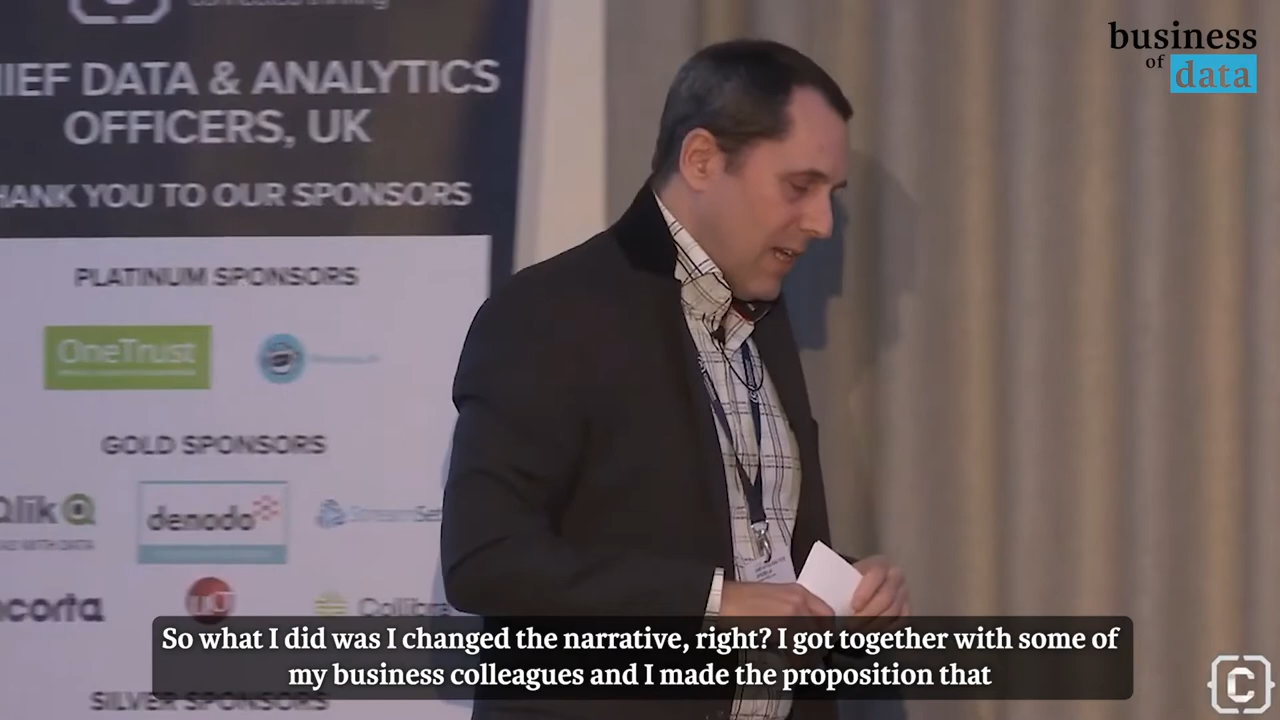 business
of
data
IEF DATA & ANALYTICS
OFFICERS, UK
HANK YOU TO OUR SPONSORS
PLATINUM SPONSORS
OneTrust
GOLD SPONSORS
Qlik
denodo
corta
SILVER SPONSORS
So what I did was I changed the narrative, right? I got together with some of
my business colleagues and I made the proposition that
C